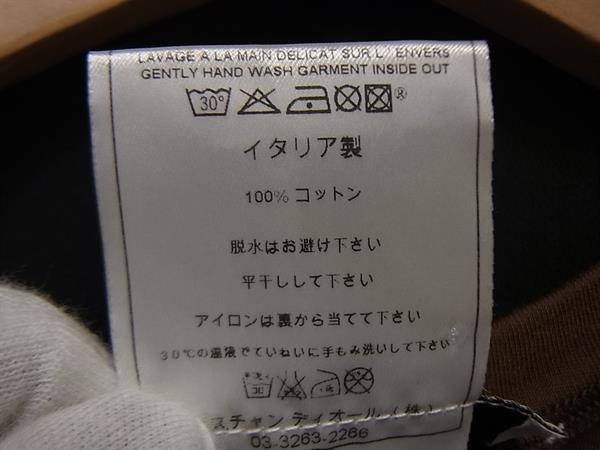 LAVAGE A LA MAIN DELICAT SUR L' ENVERS
GENTLY HAND WASH GARMENT INSIDE OUT
30° ®
イタリア製
100% コットン
脱水はお避け下さい
平干しして下さい
アイロンは裏から当てて下さい
30℃の温液でていねいに手もみ洗いして下さい
スチャン ディオール(株)
03-3263-2266